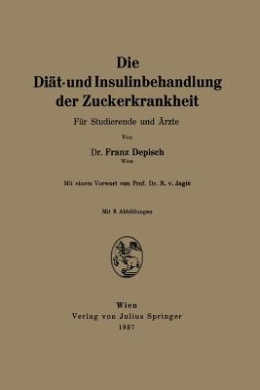 Die
Diät- und Insulinbehandlung
der Zuckerkrankheit
Für Studierende und Ärzte
Von
Dr. Franz Depisch
Wien
Mit einem Vorwort von Prof. Dr. N. v. Jagić
Mit 8 Abbildungen
Wien
Verlag von Julius Springer
1937